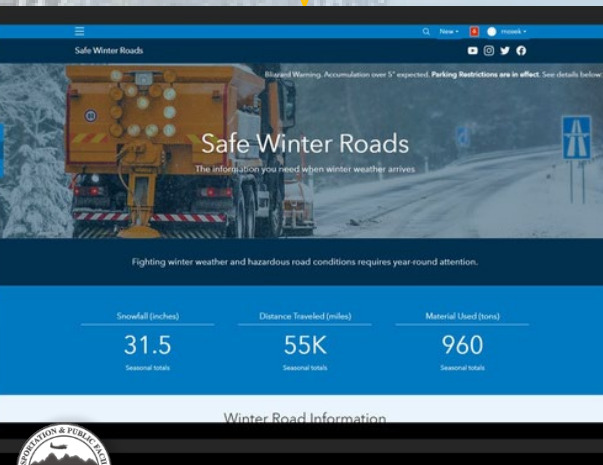 New
mosek
Safe Winter Roads
Blizzard Warning. Accumulation over 5" expected. Parking Restrictions are in effect. See details below:
Safe Winter Roads
The information you need when winter weather arrives
Fighting winter weather and hazardous road conditions requires year-round attention.
Snowfall (inches)
Distance Traveled (miles)
Material Used (tons)
31.5
55K
960
Seasonal totals
Seasonal totals
Seasonal totals
Winter Road Information
& PUBLIC